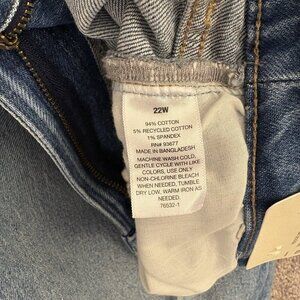 22W
94% COTTON
5% RECYCLED COTTON
1% SPANDEX
RN# 93677
MADE IN BANGLADESH
MACHINE WASH COLD,
GENTLE CYCLE WITH LIKE
COLORS, USE ONLY
NON-CHLORINE BLEACH
WHEN NEEDED, TUMBLE
DRY LOW, WARM IRON AS
NEEDED.
76532-1